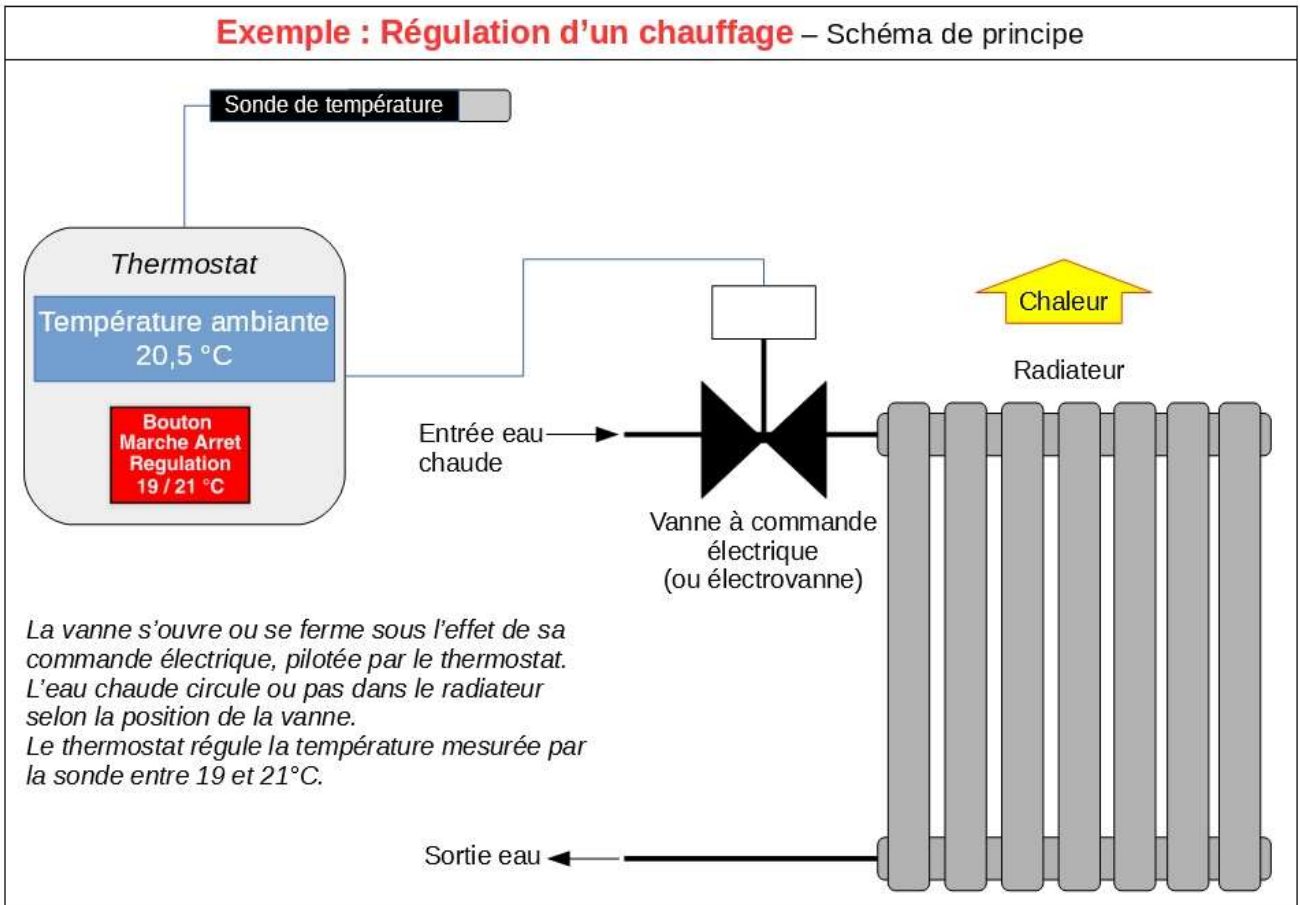 Exemple : Régulation d’un chauffage – Schéma de principe
Sonde de température
Thermostat
Température ambiante
20,5 °C
Bouton
Marche Arret
Regulation
19 / 21 °C
Entrée eau
chaude
Vanne à commande
électrique
(ou électrovanne)
Chaleur
Radiateur
La vanne s’ouvre ou se ferme sous l’effet de sa
commande électrique, pilotée par le thermostat.
L’eau chaude circule ou pas dans le radiateur
selon la position de la vanne.
Le thermostat régule la température mesurée par
la sonde entre 19 et 21°C.
Sortie eau